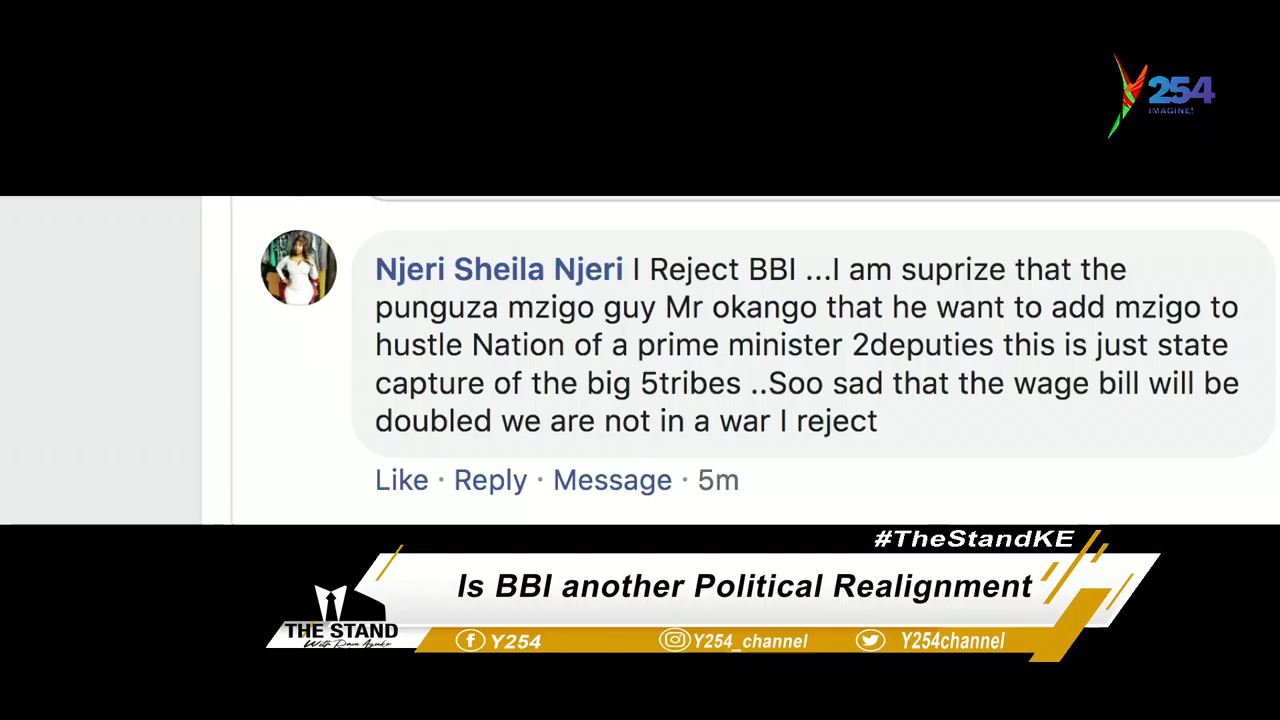 Y254
IMAGINE!
Njeri Sheila Njeri I Reject BBI ...I am suprize that the
punguza mzigo guy Mr okango that he want to add mzigo to
hustle Nation of a prime minister 2deputies this is just state
capture of the big 5tribes ..Soo sad that the wage bill will be
doubled we are not in a war I reject
Like · Reply · Message · 5m
#TheStandKE
Is BBI another Political Realignment
THE STAND
Y254 Y254_channel Y254channel